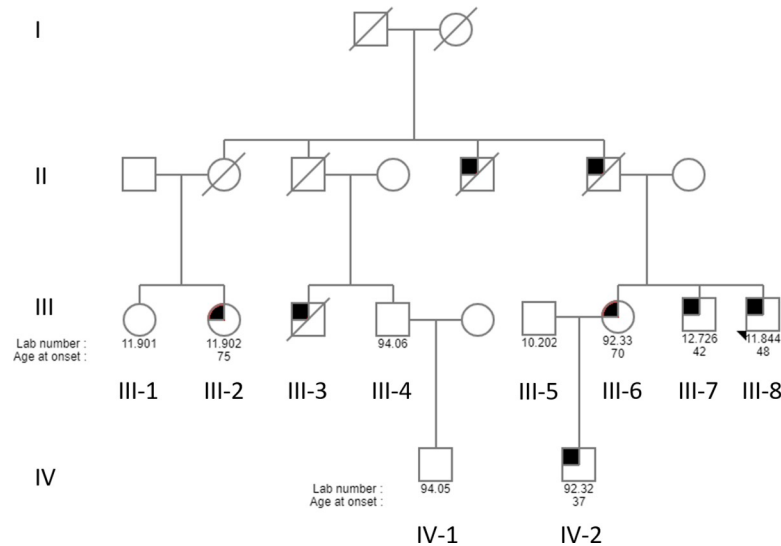 I
II
III
Lab number : 11.901 11.902 94.06 10.202 92.33 12.726 11.844
Age at onset : 75 70 42 48
III-1 III-2 III-3 III-4 III-5 III-6 III-7 III-8
IV
Lab number : 94.05 92.32
Age at onset : 37
IV-1 IV-2